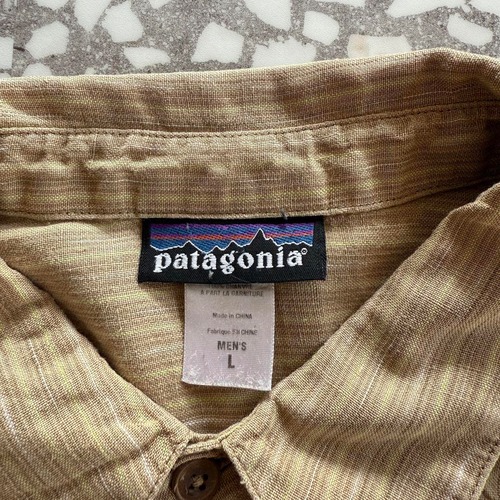 patagonia®
À PART LA GARNITURE
Made in CHINA
Fabriqué EN CHINE
MEN'S
L